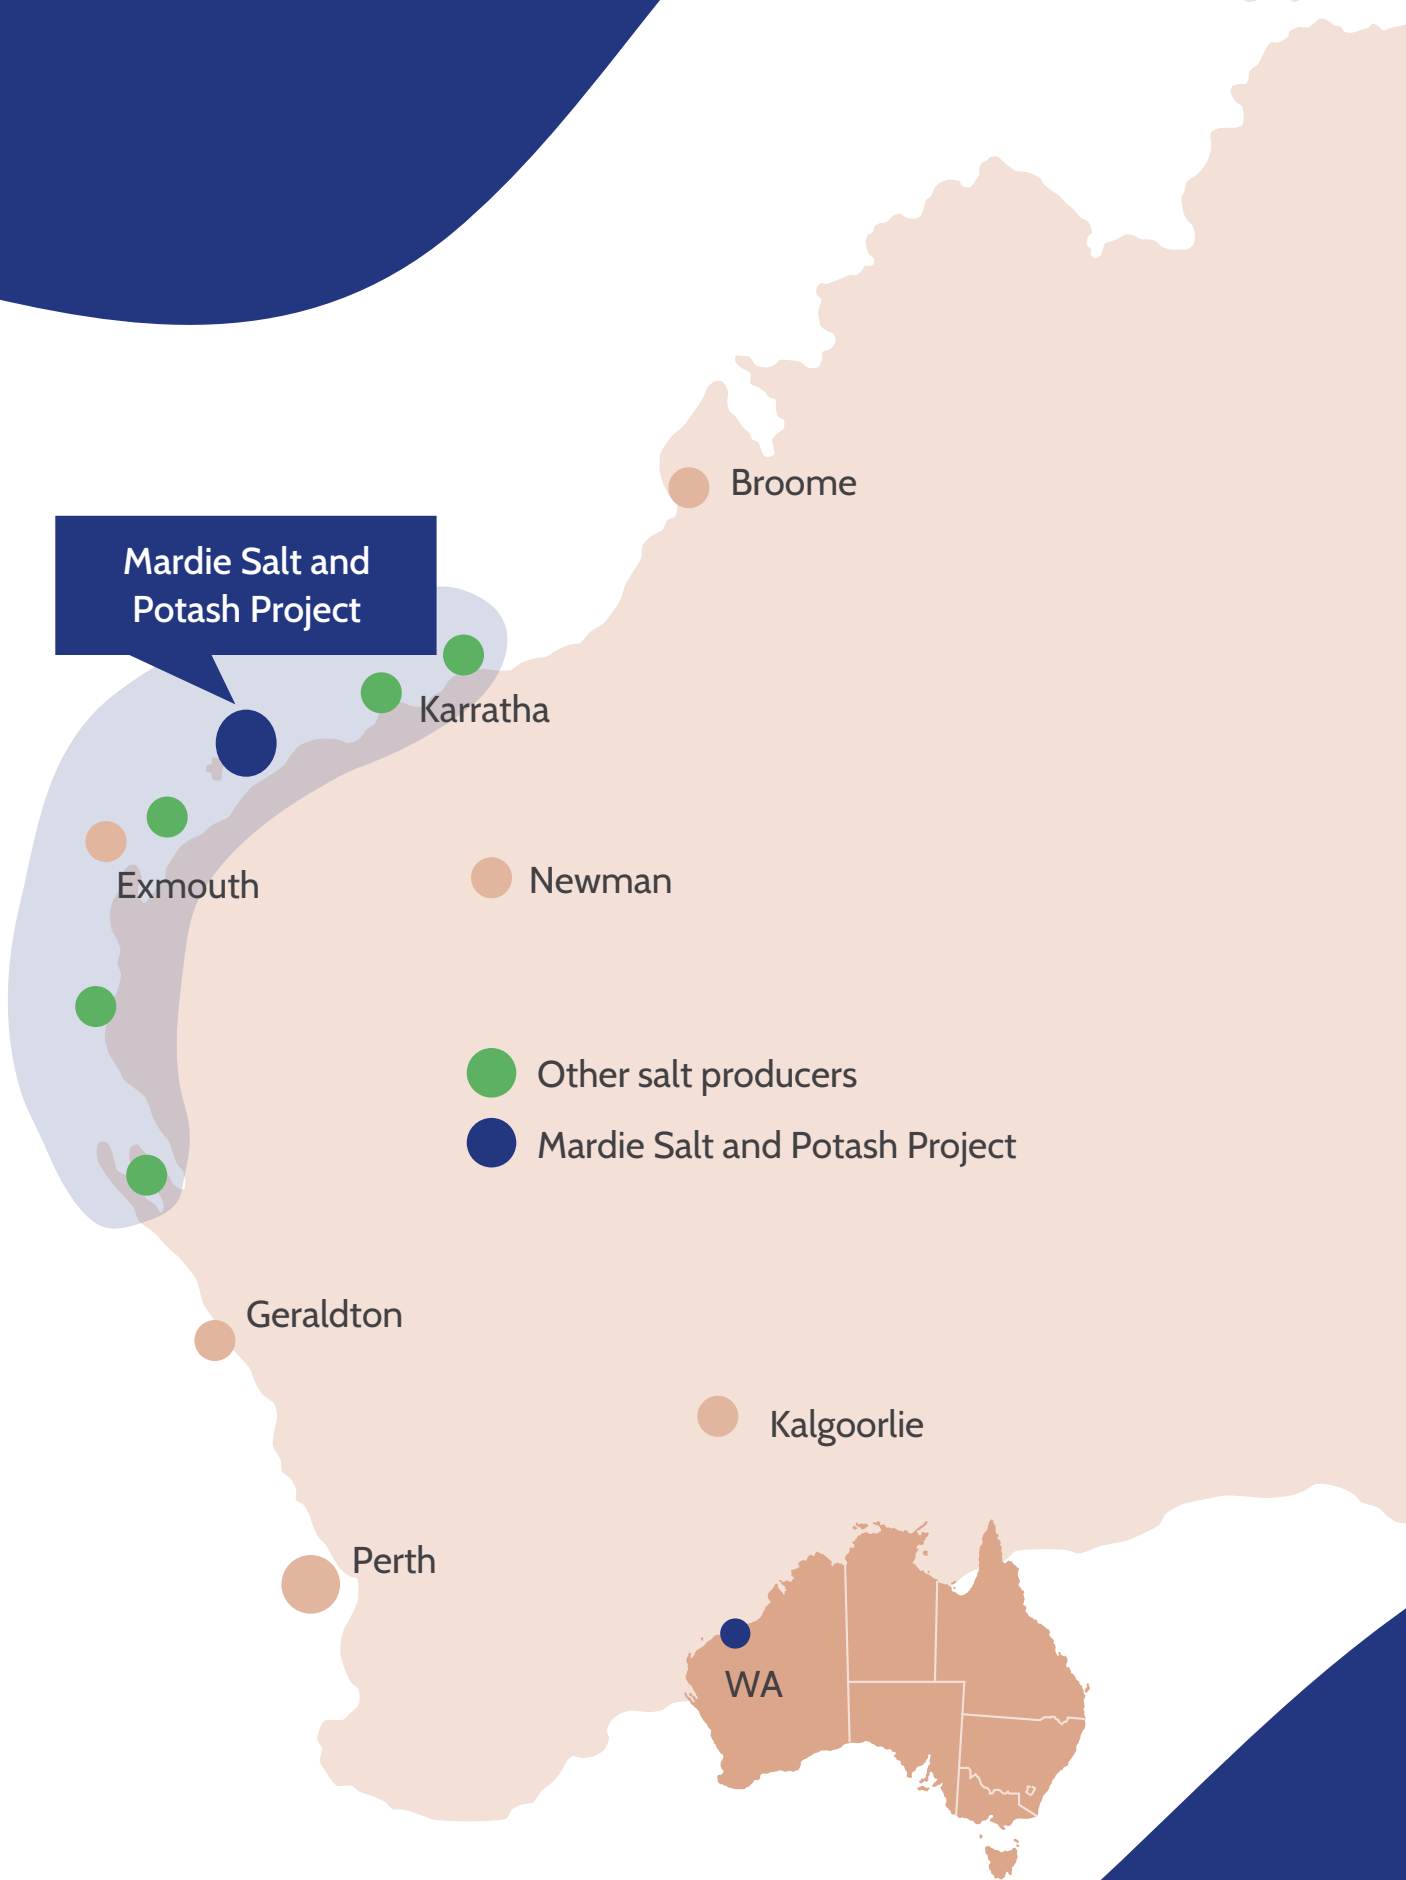 Broome
Mardie Salt and
Potash Project
Karratha
Exmouth
Newman
Other salt producers
Mardie Salt and Potash Project
Geraldton
Kalgoorlie
Perth
WA